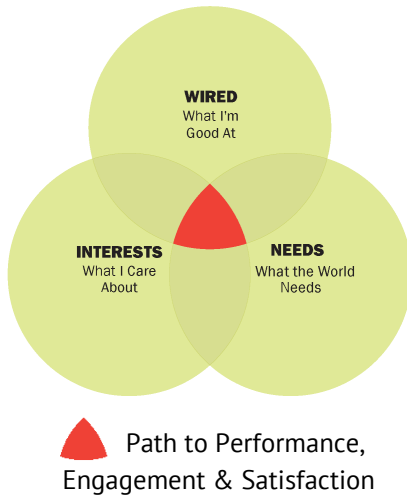 WIRED
What I'm
Good At
INTERESTS
What I Care
About
NEEDS
What the World
Needs
Path to Performance,
Engagement & Satisfaction